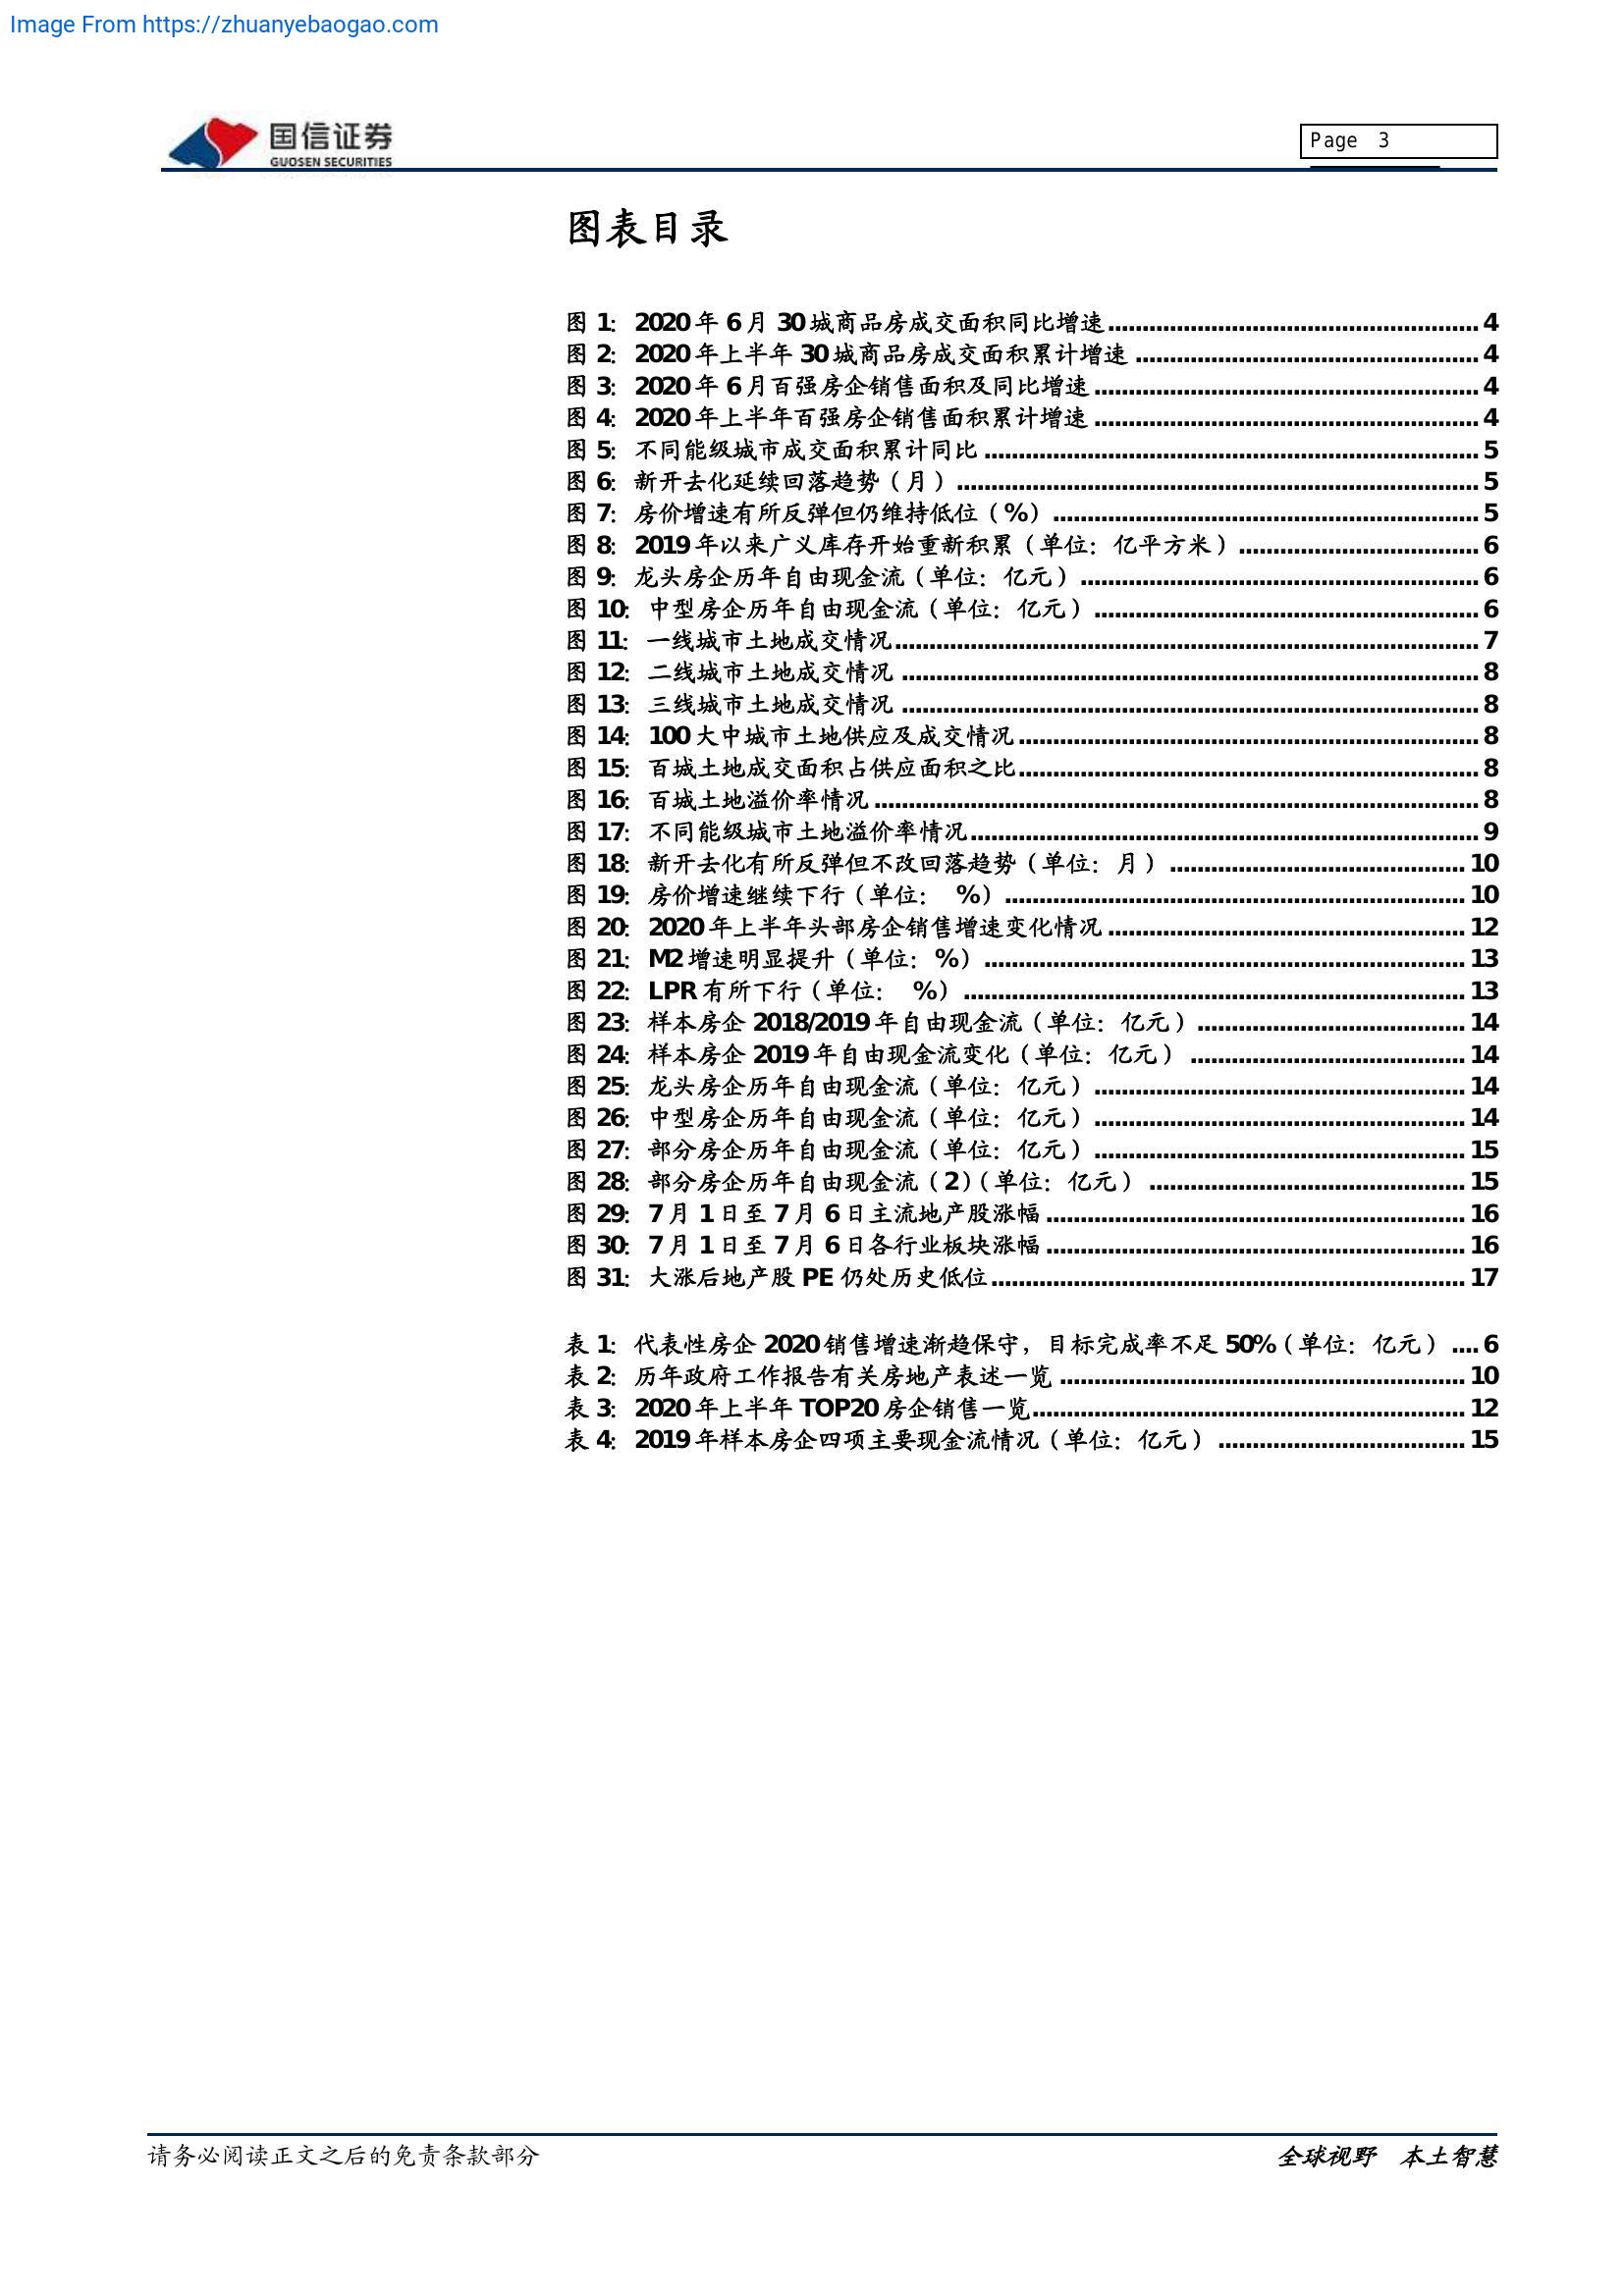 Image From https://zhuanyebaogao.com
国信证券
GUOSEN SECURITIES
Page 3
图表目录
图 1: 2020 年 6 月 30 城商品房成交面积同比增速 ........ 4
图 2: 2020 年上半年 30 城商品房成交面积累计增速 ........ 4
图 3: 2020 年 6 月百强房企销售面积及同比增速 ........ 4
图 4: 2020 年上半年百强房企销售面积累计增速 ........ 4
图 5: 不同能级城市成交面积累计同比 ........ 5
图 6: 新开去化延续回落趋势（月） ........ 5
图 7: 房价增速有所反弹但仍维持低位（%） ........ 5
图 8: 2019 年以来广义库存开始重新积累（单位：亿平方米） ........ 6
图 9: 龙头房企历年自由现金流（单位：亿元） ........ 6
图 10: 中型房企历年自由现金流（单位：亿元） ........ 6
图 11: 一线城市土地成交情况 ........ 7
图 12: 二线城市土地成交情况 ........ 8
图 13: 三线城市土地成交情况 ........ 8
图 14: 100 大中城市土地供应及成交情况 ........ 8
图 15: 百城土地成交面积占供应面积之比 ........ 8
图 16: 百城土地溢价率情况 ........ 8
图 17: 不同能级城市土地溢价率情况 ........ 9
图 18: 新开去化有所反弹但不改回落趋势（单位：月） ........ 10
图 19: 房价增速继续下行（单位： %） ........ 10
图 20: 2020 年上半年头部房企销售增速变化情况 ........ 12
图 21: M2 增速明显提升（单位：%） ........ 13
图 22: LPR 有所下行（单位： %） ........ 13
图 23: 样本房企 2018/2019 年自由现金流（单位：亿元） ........ 14
图 24: 样本房企 2019 年自由现金流变化（单位：亿元） ........ 14
图 25: 龙头房企历年自由现金流（单位：亿元） ........ 14
图 26: 中型房企历年自由现金流（单位：亿元） ........ 14
图 27: 部分房企历年自由现金流（单位：亿元） ........ 15
图 28: 部分房企历年自由现金流（2）（单位：亿元） ........ 15
图 29: 7 月 1 日至 7 月 6 日主流地产股涨幅 ........ 16
图 30: 7 月 1 日至 7 月 6 日各行业板块涨幅 ........ 16
图 31: 大涨后地产股 PE 仍处历史低位 ........ 17
表 1: 代表性房企 2020 销售增速渐趋保守，目标完成率不足 50%（单位：亿元） .... 6
表 2: 历年政府工作报告有关房地产表述一览 ........ 10
表 3: 2020 年上半年 TOP20 房企销售一览 ........ 12
表 4: 2019 年样本房企四项主要现金流情况（单位：亿元） ........ 15
请务必阅读正文之后的免责条款部分
全球视野 本土智慧